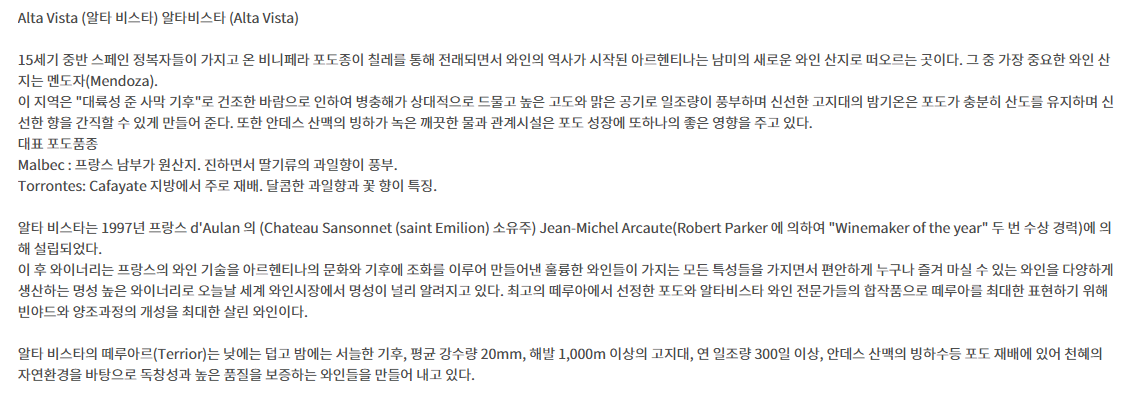 Alta Vista (알타 비스타) 알타비스타 (Alta Vista)
15세기 중반 스페인 정복자들이 가지고 온 비니페라 포도종이 칠레를 통해 전래되면서 와인의 역사가 시작된 아르헨티나는 남미의 새로운 와인 산지로 떠오르는 곳이다. 그 중 가장 중요한 와인 산
지는 멘도자(Mendoza).
이 지역은 "대륙성 준 사막 기후"로 건조한 바람으로 인하여 병충해가 상대적으로 드물고 높은 고도와 맑은 공기로 일조량이 풍부하며 신선한 고지대의 밤기온은 포도가 충분히 산도를 유지하며 신
선한 향을 간직할 수 있게 만들어 준다. 또한 안데스 산맥의 빙하가 녹은 깨끗한 물과 관계시설은 포도 성장에 또하나의 좋은 영향을 주고 있다.
대표 포도품종
Malbec : 프랑스 남부가 원산지. 진하면서 딸기류의 과일향이 풍부.
Torrontes: Cafayate 지방에서 주로 재배. 달콤한 과일향과 꽃 향이 특징.
알타 비스타는 1997년 프랑스 d'Aulan 의 (Chateau Sansonnet (saint Emilion) 소유주) Jean-Michel Arcaute(Robert Parker 에 의하여 "Winemaker of the year" 두 번 수상 경력)에 의
해 설립되었다.
이 후 와이너리는 프랑스의 와인 기술을 아르헨티나의 문화와 기후에 조화를 이루어 만들어낸 훌륭한 와인들이 가지는 모든 특성들을 가지면서 편안하게 누구나 즐겨 마실 수 있는 와인을 다양하게
생산하는 명성 높은 와이너리로 오늘날 세계 와인시장에서 명성이 널리 알려지고 있다. 최고의 떼루아에서 선정한 포도와 알타비스타 와인 전문가들의 합작품으로 떼루아를 최대한 표현하기 위해
빈야드와 양조과정의 개성을 최대한 살린 와인이다.
알타 비스타의 떼루아르(Terrior)는 낮에는 덥고 밤에는 서늘한 기후, 평균 강수량 20mm, 해발 1,000m 이상의 고지대, 연 일조량 300일 이상, 안데스 산맥의 빙하수등 포도 재배에 있어 천혜의
자연환경을 바탕으로 독창성과 높은 품질을 보증하는 와인들을 만들어 내고 있다.